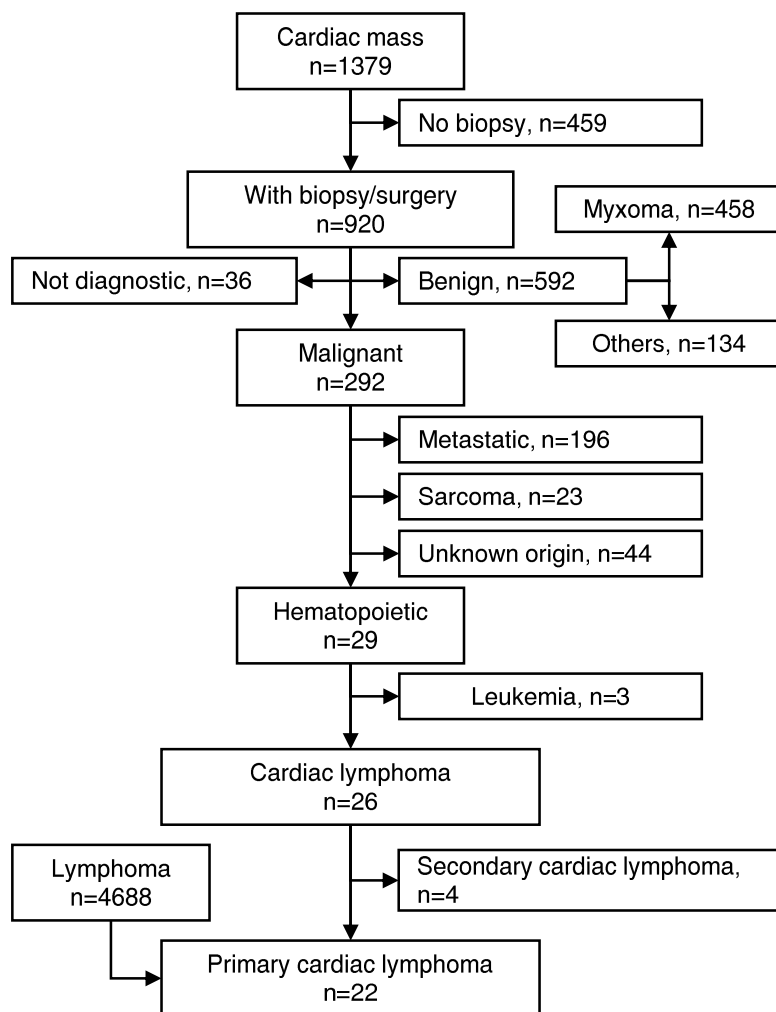 Cardiac mass
n=1379
No biopsy, n=459
With biopsy/surgery
n=920
Myxoma, n=458
Not diagnostic, n=36
Benign, n=592
Others, n=134
Malignant
n=292
Metastatic, n=196
Sarcoma, n=23
Unknown origin, n=44
Hematopoietic
n=29
Leukemia, n=3
Cardiac lymphoma
n=26
Lymphoma
n=4688
Secondary cardiac lymphoma,
n=4
Primary cardiac lymphoma
n=22